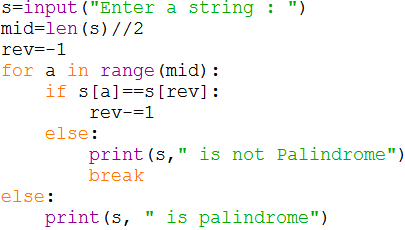 s=input("Enter a string : ")
mid=len(s)//2
rev=-1
for a in range(mid):
    if s[a]==s[rev]:
        rev-=1
    else:
        print(s," is not Palindrome")
        break
else:
    print(s, " is palindrome")